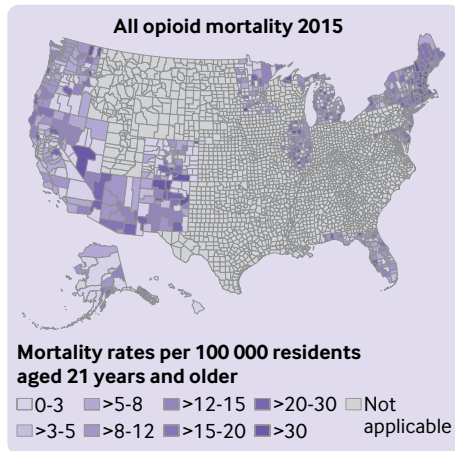 All opioid mortality 2015
Mortality rates per 100 000 residents
aged 21 years and older
0-3 >5-8 >12-15 >20-30 Not
>3-5 >8-12 >15-20 >30 applicable